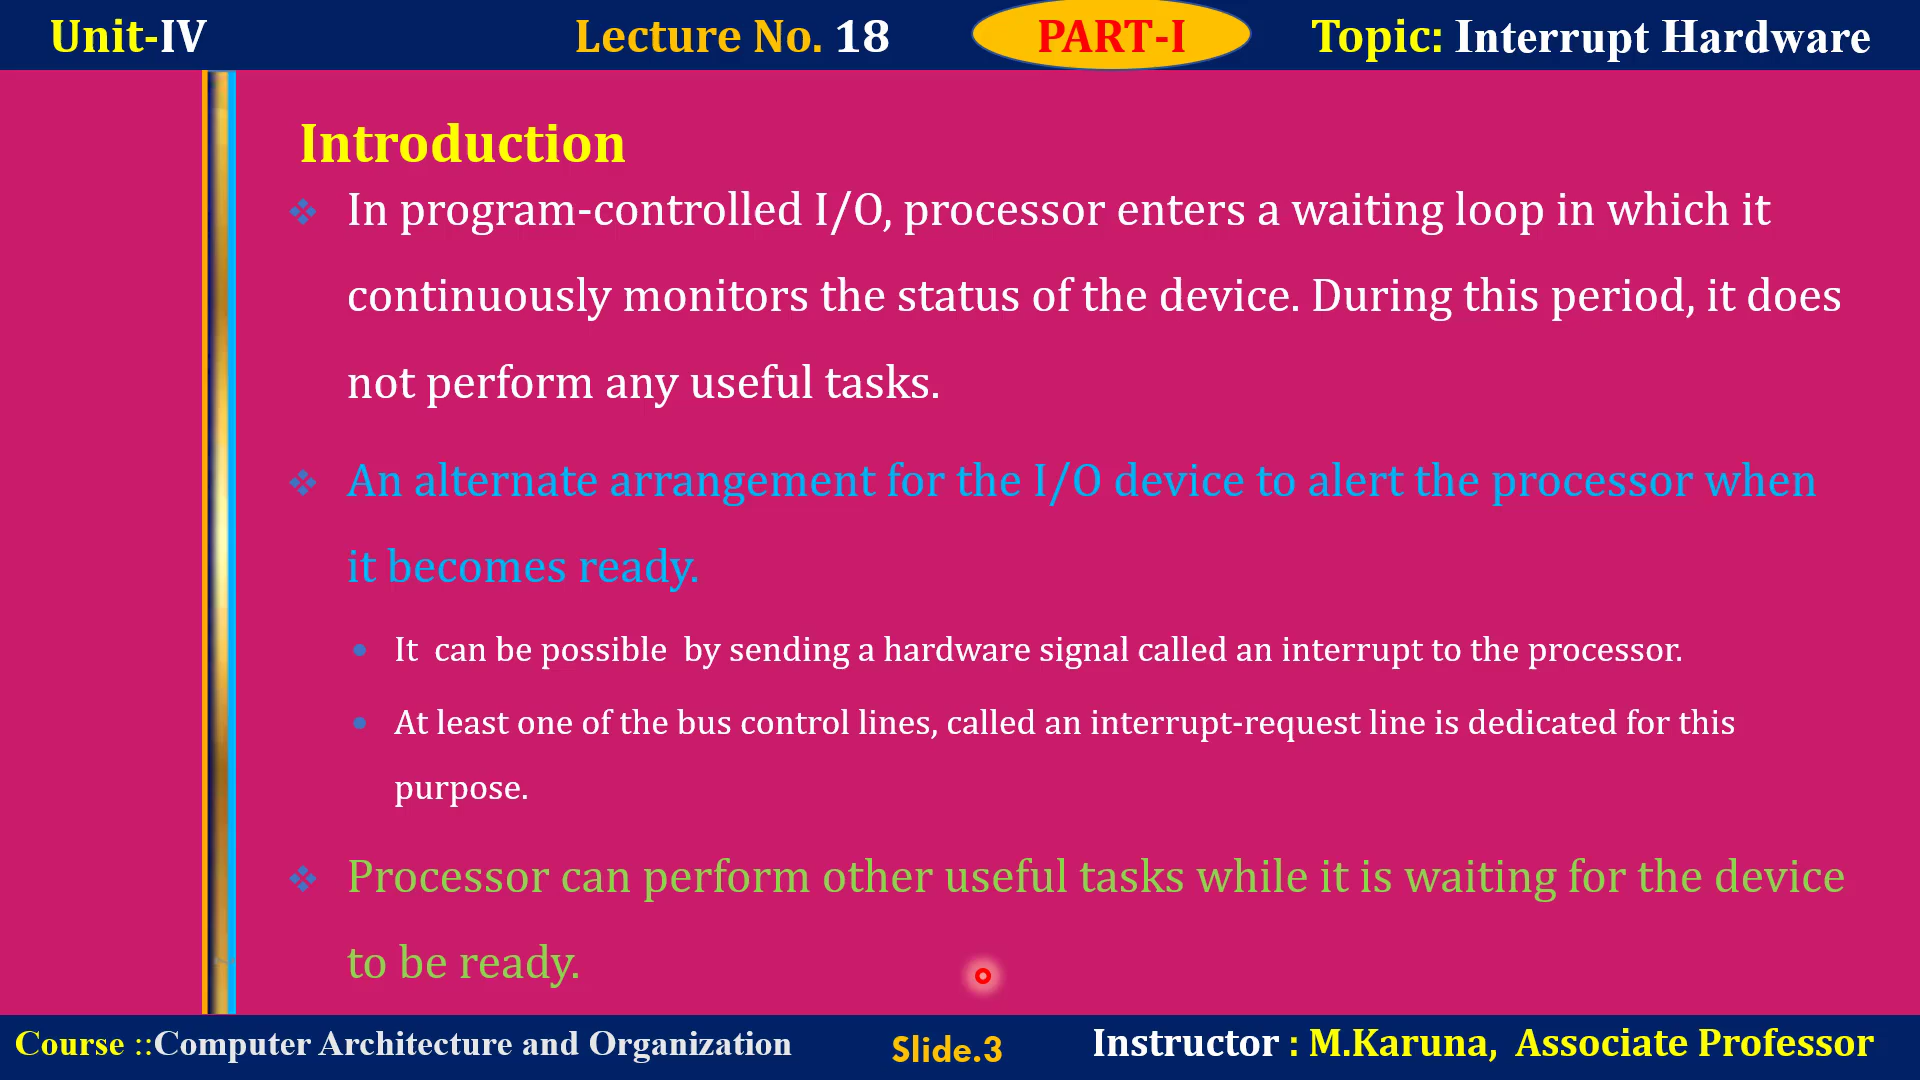 Unit-IV Lecture No. 18 PART-I Topic: Interrupt Hardware
Introduction
In program-controlled I/O, processor enters a waiting loop in which it
continuously monitors the status of the device. During this period, it does
not perform any useful tasks.
An alternate arrangement for the I/O device to alert the processor when
it becomes ready.
It can be possible by sending a hardware signal called an interrupt to the processor.
At least one of the bus control lines, called an interrupt-request line is dedicated for this
purpose.
Processor can perform other useful tasks while it is waiting for the device
to be ready.
Course ::Computer Architecture and Organization Slide.3 Instructor : M.Karuna, Associate Professor